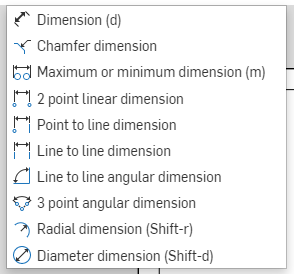 Dimension (d)
Chamfer dimension
Maximum or minimum dimension (m)
2 point linear dimension
Point to line dimension
Line to line dimension
Line to line angular dimension
3 point angular dimension
Radial dimension (Shift-r)
Diameter dimension (Shift-d)